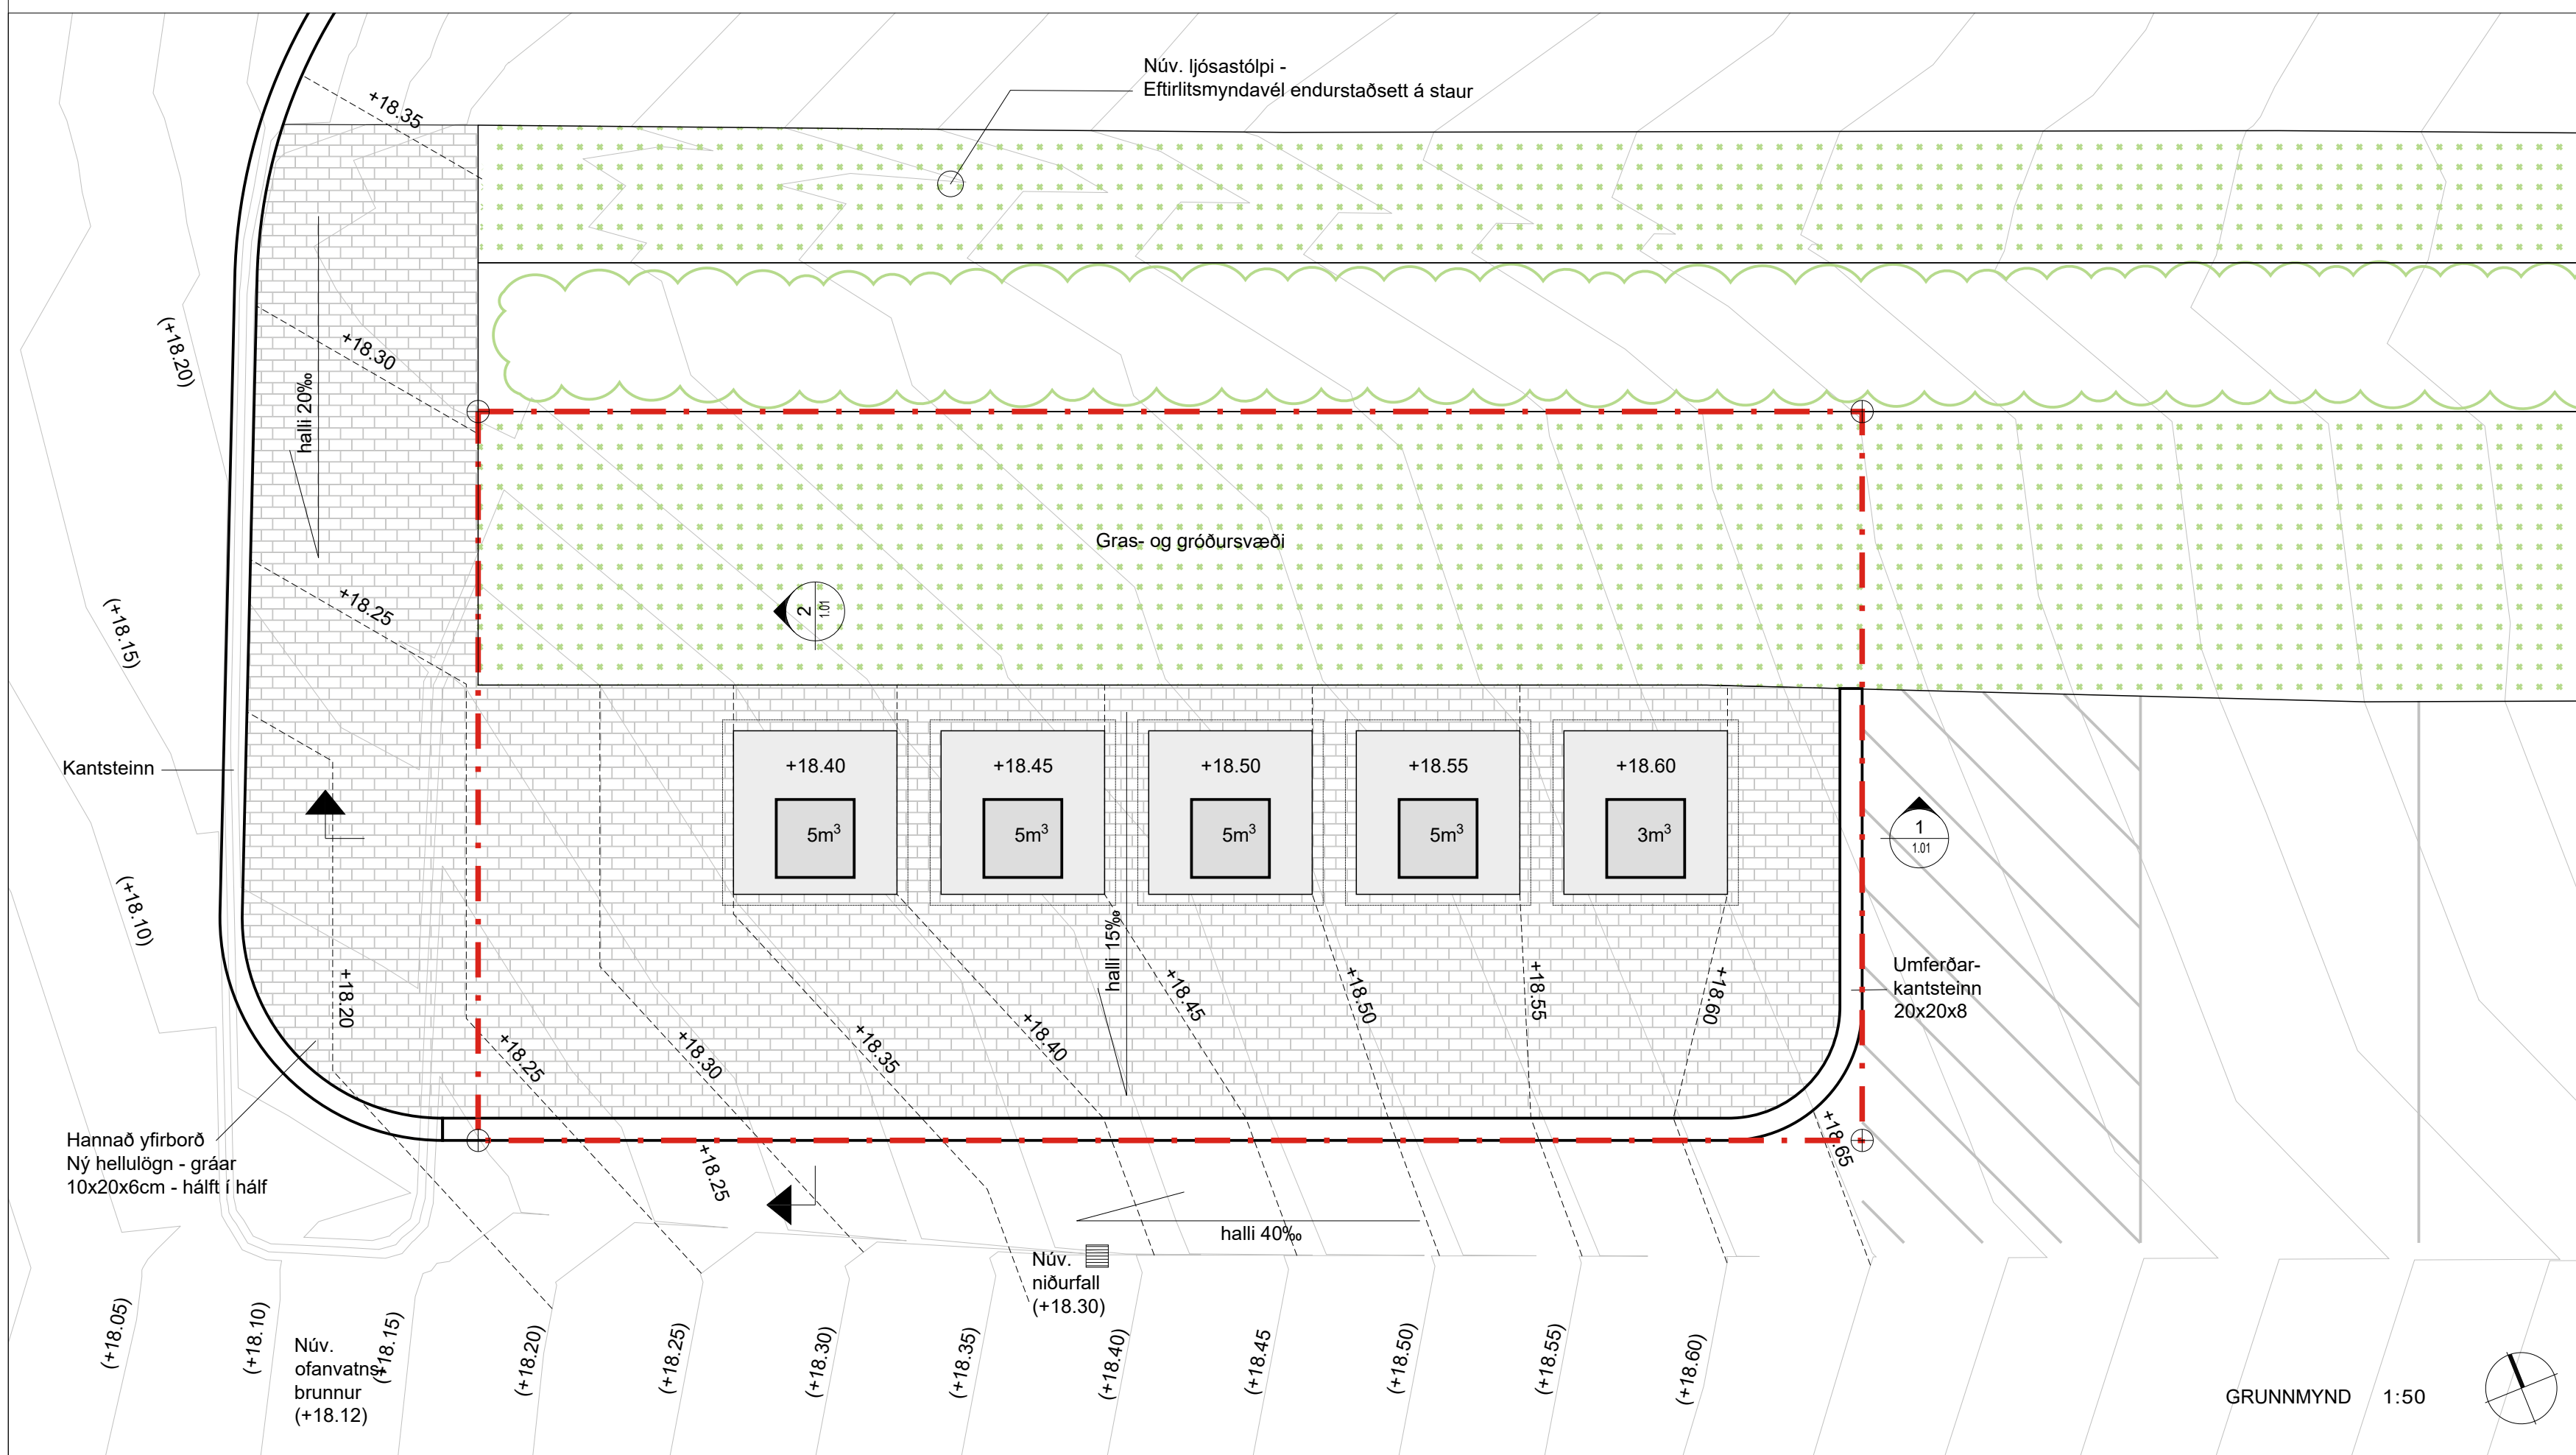 Núv. ljósastólpi -
Eftirlitsmyndavél endurstaðsett á staur
+18.35
(+18.20)
+18.30
halli 20‰
Gras- og gróðursvæði
+18.25
2
1.01
(+18.15)
Kantsteinn
+18.40
+18.45
+18.50
+18.55
+18.60
5m³
5m³
5m³
5m³
3m³
1
1.01
(+18.10)
halli 15‰
+18.20
+18.25
+18.30
+18.35
+18.40
+18.45
+18.50
+18.55
+18.60
Umferðar-
kantsteinn
20x20x8
+18.65
Hannað yfirborð
Ný hellulögn - gráar
10x20x6cm - hálft í hálf
+18.25
halli 40‰
Núv.
niðurfall
(+18.30)
(+18.05)
(+18.10)
(+18.15)
Núv.
ofanvatns-
brunnur
(+18.12)
(+18.20)
(+18.25)
(+18.30)
(+18.35)
(+18.40)
(+18.45
(+18.50)
(+18.55)
(+18.60)
GRUNNMYND 1:50